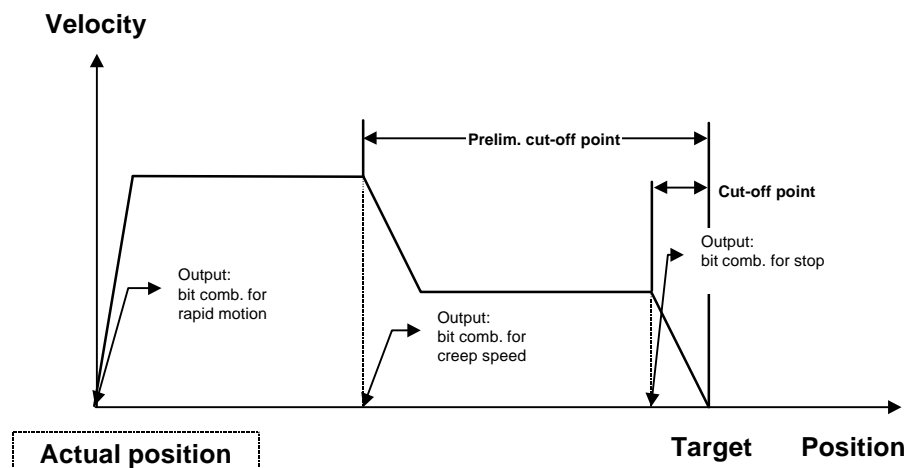 Velocity
Prelim. cut-off point
Cut-off point
Output:
bit comb. for stop
Output:
bit comb. for
rapid motion
Output:
bit comb. for
creep speed
Actual position
Target Position